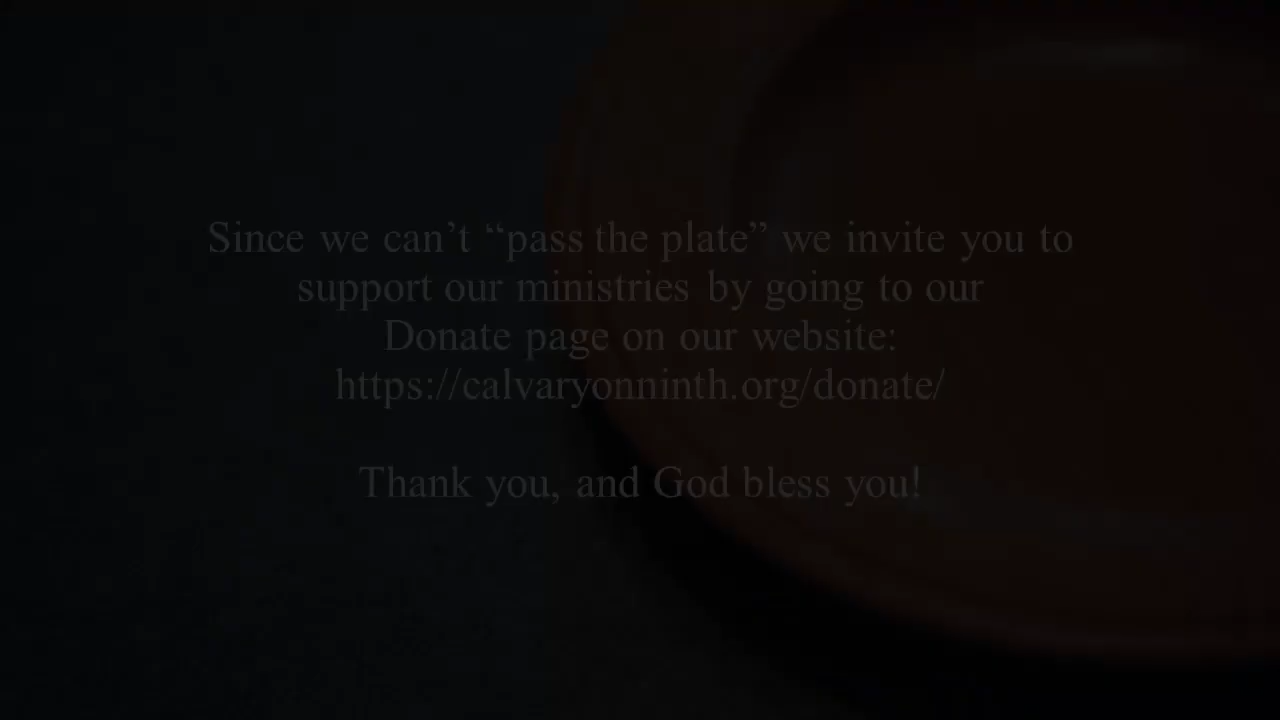 Since we can’t “pass the plate” we invite you to
support our ministries by going to our
Donate page on our website:
https://calvaryonninth.org/donate/
Thank you, and God bless you!